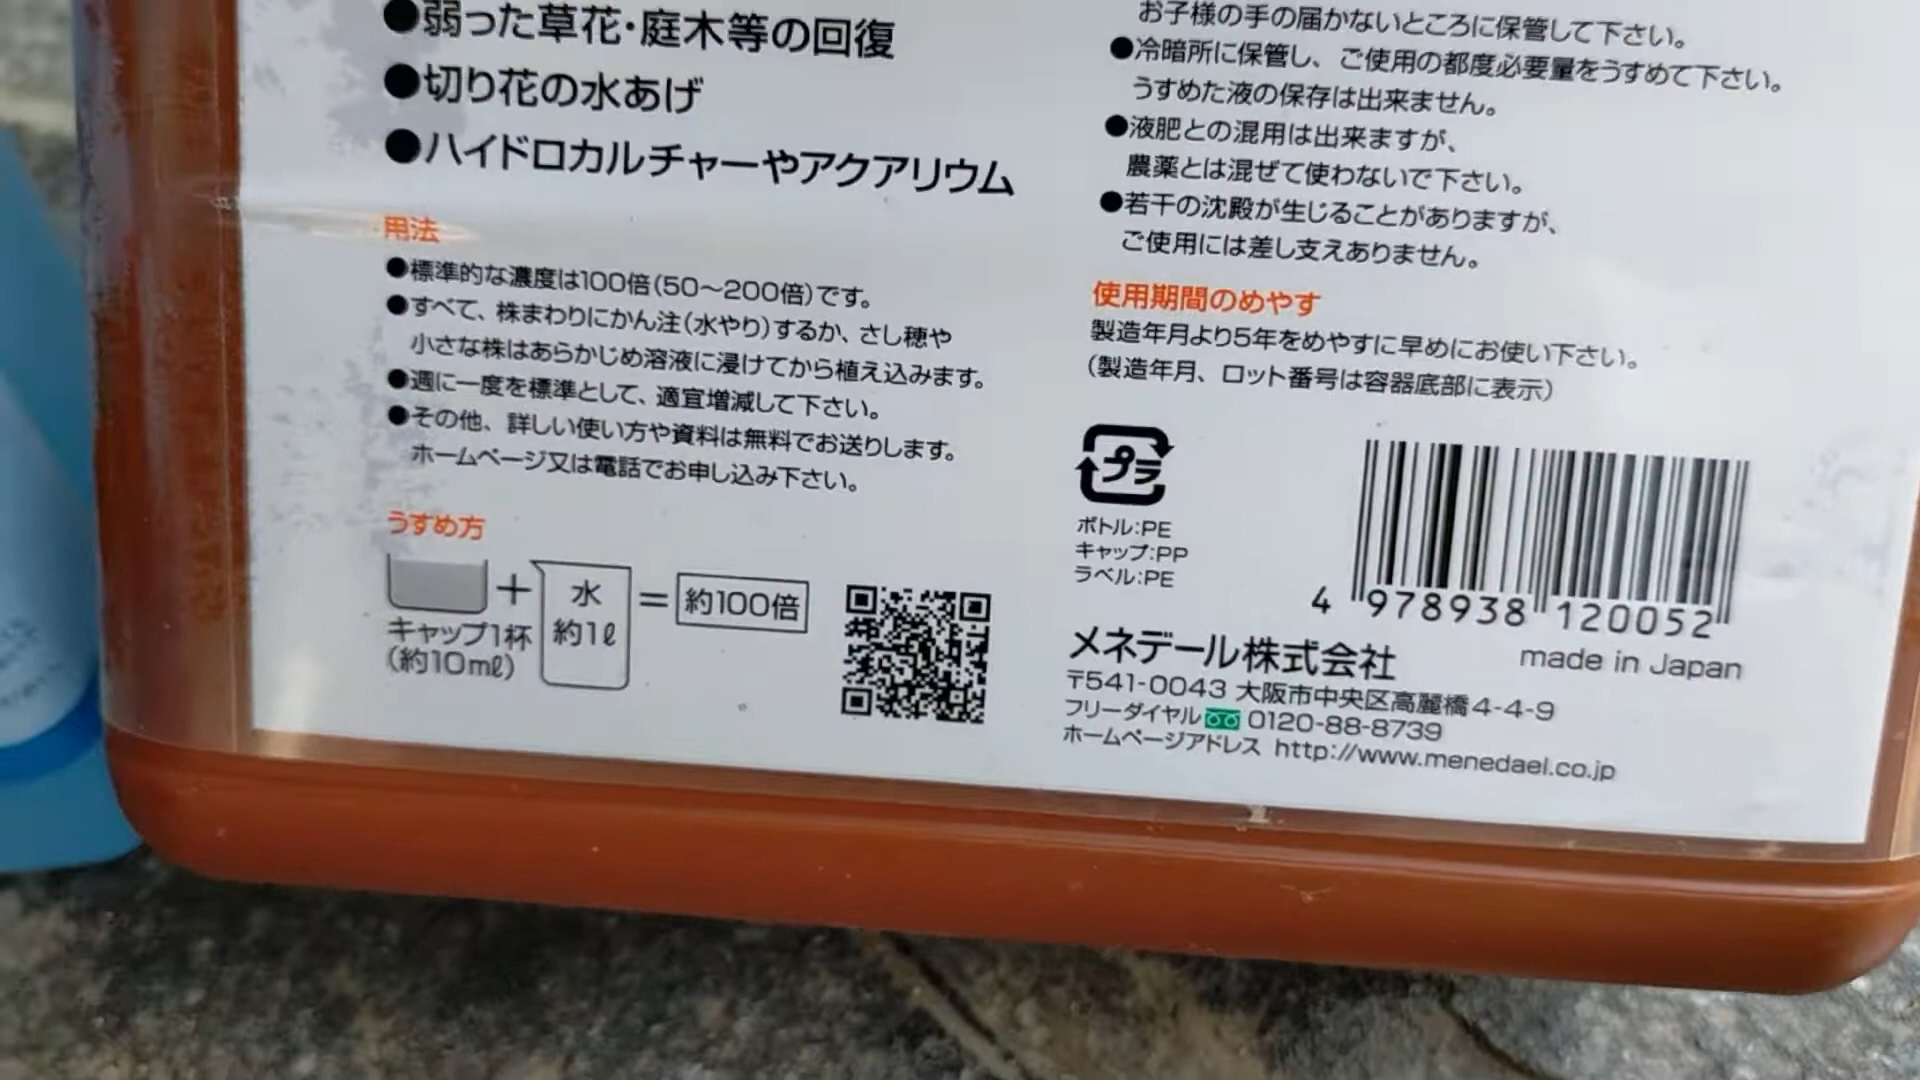 ●弱った草花・庭木等の回復
●切り花の水あげ
●ハイドロカルチャーやアクアリウム
用法
●標準的な濃度は100倍(50〜200倍)です。
●すべて、株まわりにかん注(水やり)するか、さし穂や
小さな株はあらかじめ溶液に浸けてから植え込みます。
●週に一度を標準として、適宜増減して下さい。
●その他、詳しい使い方や資料は無料でお送りします。
ホームページ又は電話でお申し込み下さい。
うすめ方
キャップ1杯
(約10mℓ)
+
水
約1ℓ
=
約100倍
お子様の手の届かないところに保管して下さい。
●冷暗所に保管し、ご使用の都度必要量をうすめて下さい。
うすめた液の保存は出来ません。
●液肥との混用は出来ますが、
農薬とは混ぜて使わないで下さい。
●若干の沈殿が生じることがありますが、
ご使用には差し支えありません。
使用期間のめやす
製造年月より5年をめやすに早めにお使い下さい。
(製造年月、ロット番号は容器底部に表示)
プラ
ボトル:PE
キャップ:PP
ラベル:PE
4 978938 120052
made in Japan
メネデール株式会社
〒541-0043 大阪市中央区高麗橋4-4-9
フリーダイヤル 0120-88-8739
ホームページアドレス http://www.menedael.co.jp